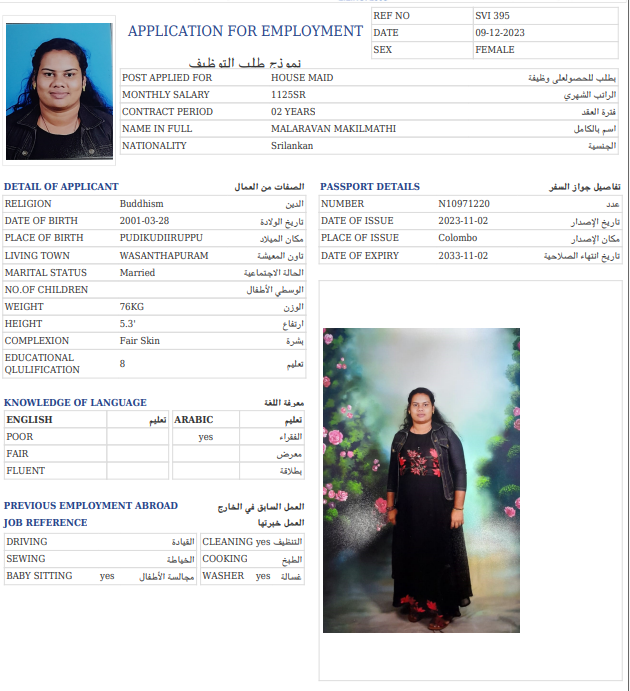 REF NO SVI 395
APPLICATION FOR EMPLOYMENT
DATE 09-12-2023
SEX FEMALE
نموذج طلب التوظيف
POST APPLIED FOR HOUSE MAID بطلب للحصولعلى وظيفة
MONTHLY SALARY 1125SR الراتب الشهري
CONTRACT PERIOD 02 YEARS فترة العقد
NAME IN FULL MALARAVAN MAKILMATHI اسم بالكامل
NATIONALITY Srilankan الجنسية
DETAIL OF APPLICANT الصفات من العمال
RELIGION Buddhism الدين
DATE OF BIRTH 2001-03-28 تاريخ الولادة
PLACE OF BIRTH PUDIKUDIIRUPPU مكان الميلاد
LIVING TOWN WASANTHAPURAM تاون المعيشة
MARITAL STATUS Married الحالة الاجتماعية
NO.OF CHILDREN الوسطي الأطفال
WEIGHT 76KG الوزن
HEIGHT 5.3' ارتفاع
COMPLEXION Fair Skin بشرة
EDUCATIONAL
QLULIFICATION 8 تعليم
PASSPORT DETAILS تفاصيل جواز السفر
NUMBER N10971220 عدد
DATE OF ISSUE 2023-11-02 تاريخ الإصدار
PLACE OF ISSUE Colombo مكان الإصدار
DATE OF EXPIRY 2033-11-02 تاريخ انتهاء الصلاحية
KNOWLEDGE OF LANGUAGE معرفة اللغة
ENGLISH تعليم ARABIC تعليم
POOR yes الفقراء
FAIR معرض
FLUENT بطلاقة
PREVIOUS EMPLOYMENT ABROAD العمل السابق في الخارج
JOB REFERENCE العمل خبرتها
DRIVING القيادة CLEANING yes التنظيف
SEWING الخياطة COOKING الطبخ
BABY SITTING yes مجالسة الأطفال WASHER yes غسالة